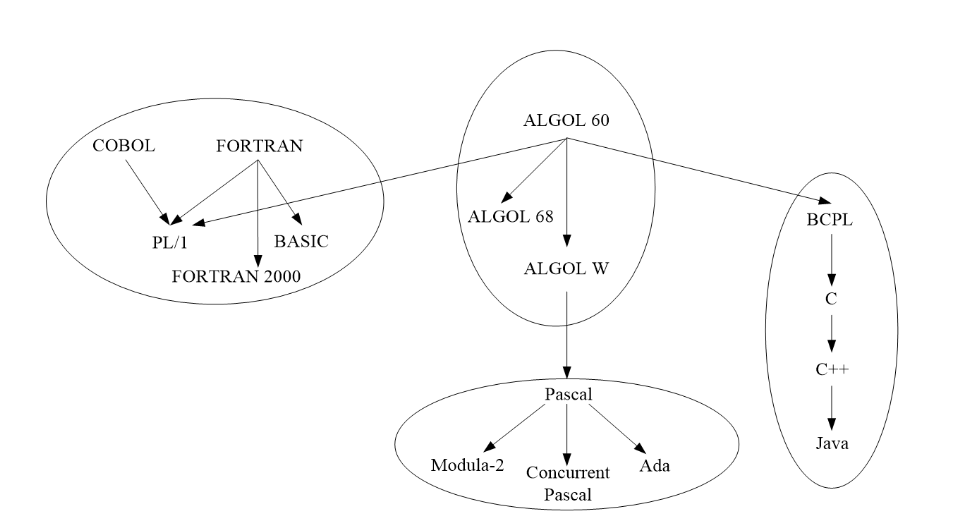 ALGOL 60
COBOL
FORTRAN
ALGOL 68
BCPL
PL/1
BASIC
ALGOL W
FORTRAN 2000
C
C++
Pascal
Java
Modula-2
Concurrent
Pascal
Ada